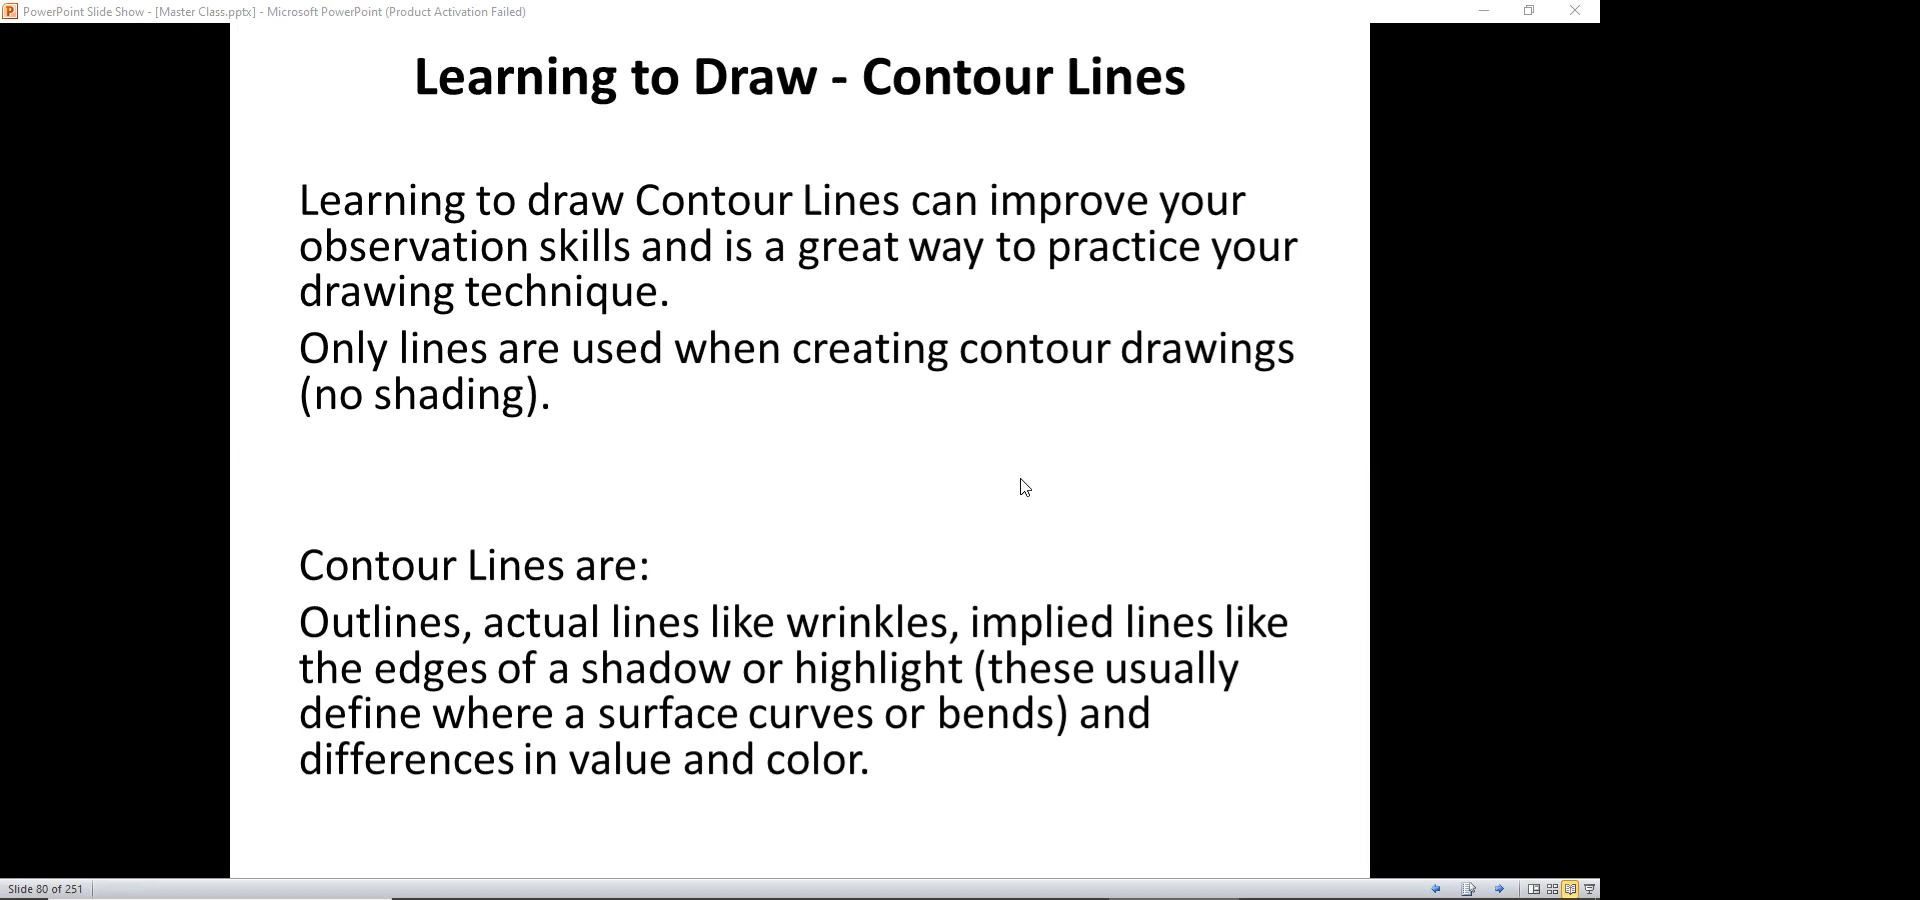 PowerPoint Slide Show - [Master Class.pptx] - Microsoft PowerPoint (Product Activation Failed)
Learning to Draw - Contour Lines
Learning to draw Contour Lines can improve your
observation skills and is a great way to practice your
drawing technique.
Only lines are used when creating contour drawings
(no shading).
Contour Lines are:
Outlines, actual lines like wrinkles, implied lines like
the edges of a shadow or highlight (these usually
define where a surface curves or bends) and
differences in value and color.
Slide 80 of 251